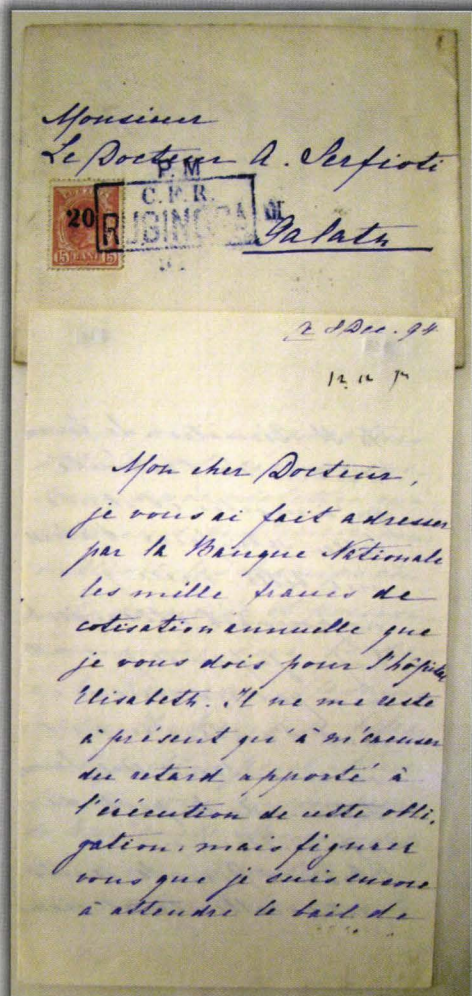 Monsieur
Le Docteur A. Serfioti
Galatz
P.M
C.F.R.
20
15 BANI 15
8 Dec. 94
Mon cher Docteur,
je vous ai fait adresser
par la Banque Nationale
les mille francs de
cotisation annuelle que
je vous dois pour l'hôpital
Elisabeth. Il ne me reste
à présent qu'à m'excuser
du retard apporté à
l'exécution de cette obli-
gation, mais figurez
vous que je suis encore
à attendre le bail de